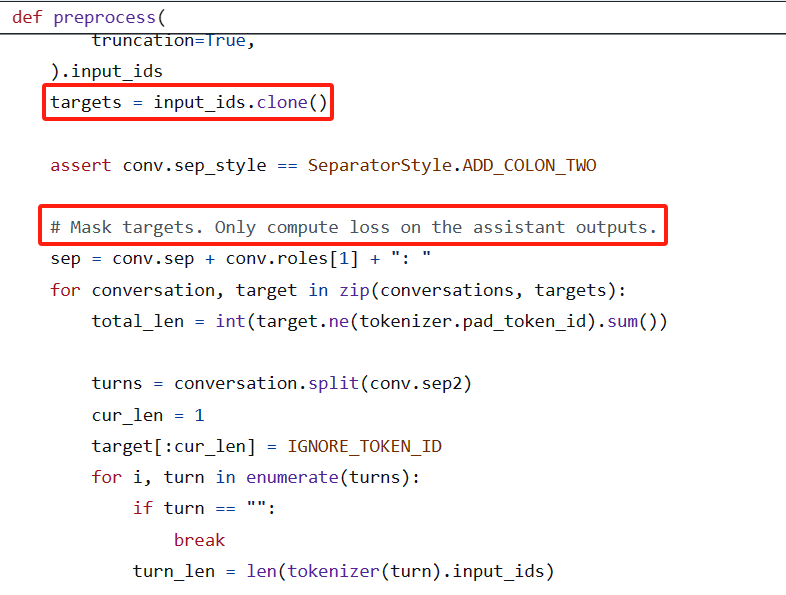 def preprocess(
truncation=True,
).input_ids
targets = input_ids.clone()
assert conv.sep_style == SeparatorStyle.ADD_COLON_TWO
# Mask targets. Only compute loss on the assistant outputs.
sep = conv.sep + conv.roles[1] + ": "
for conversation, target in zip(conversations, targets):
total_len = int(target.ne(tokenizer.pad_token_id).sum())
turns = conversation.split(conv.sep2)
cur_len = 1
target[:cur_len] = IGNORE_TOKEN_ID
for i, turn in enumerate(turns):
if turn == "":
break
turn_len = len(tokenizer(turn).input_ids)